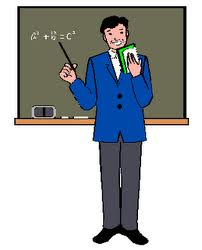 a² + b² = c²